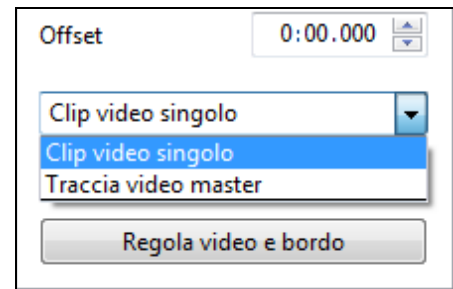 Offset 0:00.000
Clip video singolo
Clip video singolo
Traccia video master
Regola video e bordo